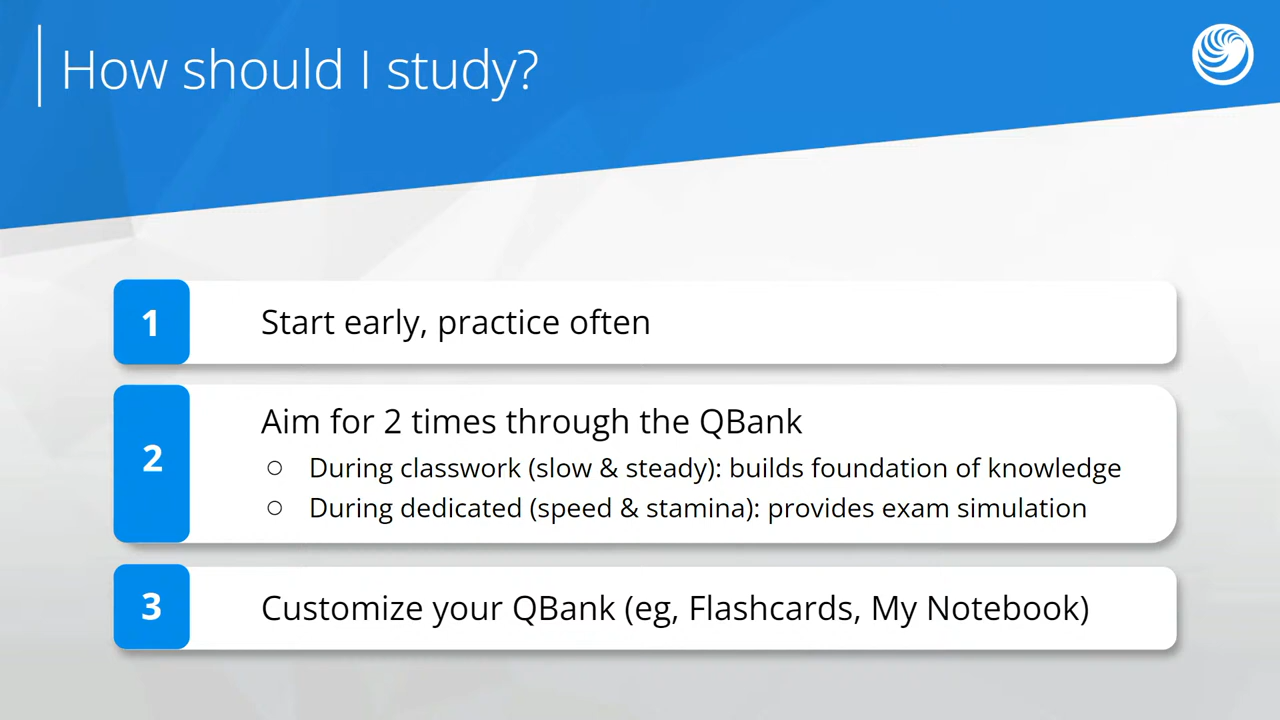 How should I study?
1
Start early, practice often
2
Aim for 2 times through the QBank
○ During classwork (slow & steady): builds foundation of knowledge
○ During dedicated (speed & stamina): provides exam simulation
3
Customize your QBank (eg, Flashcards, My Notebook)